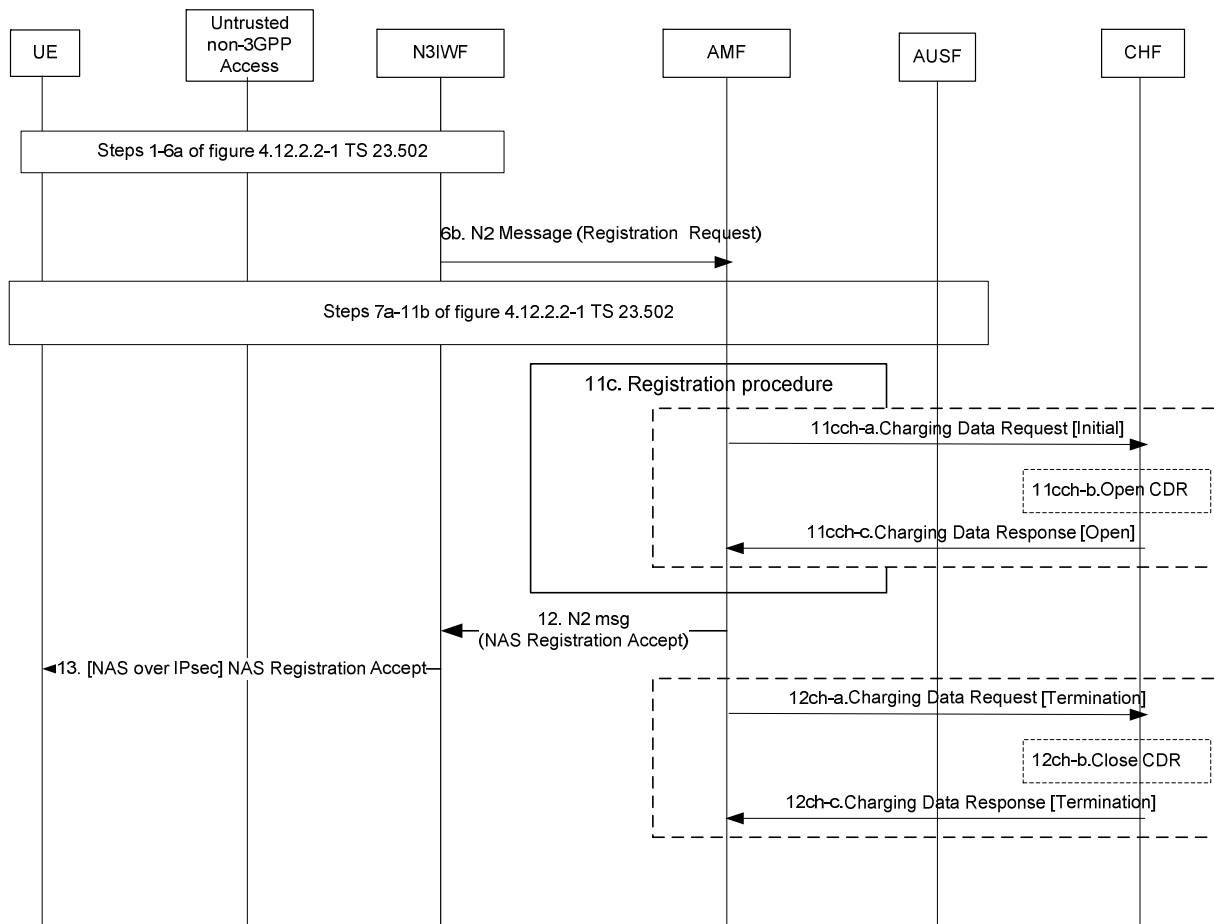 UE
Untrusted
non-3GPP
Access
N3IWF
AMF
AUSF
CHF
Steps 1-6a of figure 4.12.2.2-1 TS 23.502
6b. N2 Message (Registration Request)
Steps 7a-11b of figure 4.12.2.2-1 TS 23.502
11c. Registration procedure
11cch-a.Charging Data Request [Initial]
11cch-b.Open CDR
11cch-c.Charging Data Response [Open]
12. N2 msg
(NAS Registration Accept)
13. [NAS over IPsec] NAS Registration Accept
12ch-a.Charging Data Request [Termination]
12ch-b.Close CDR
12ch-c.Charging Data Response [Termination]